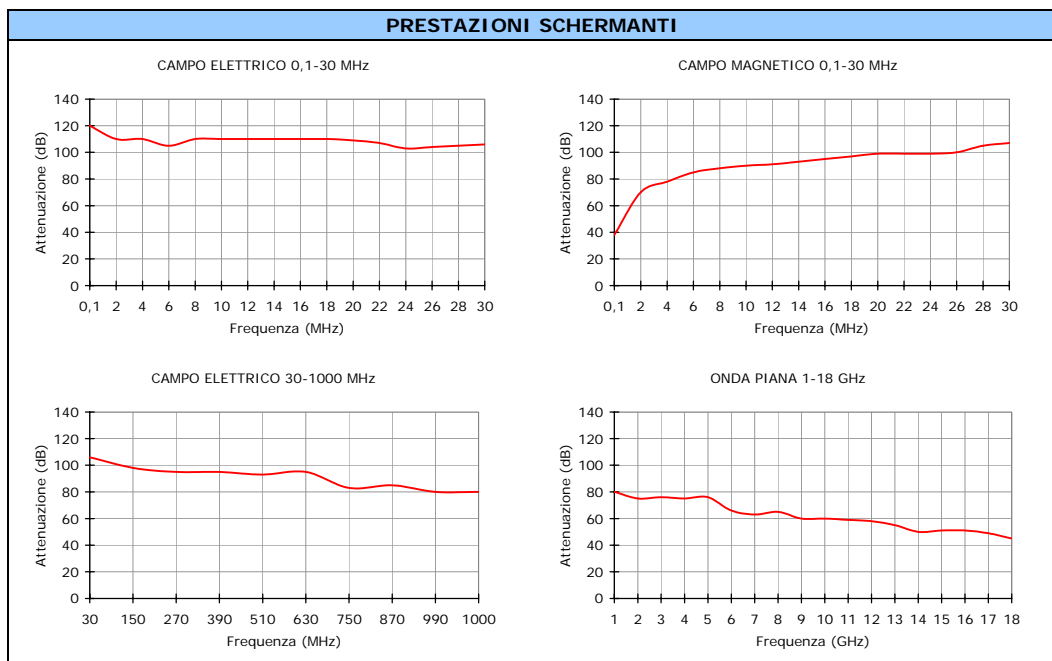 PRESTAZIONI SCHERMANTI
CAMPO ELETTRICO 0,1-30 MHz
Attenuazione (dB)
140
120
100
80
60
40
20
0
0,1 2 4 6 8 10 12 14 16 18 20 22 24 26 28 30
Frequenza (MHz)
CAMPO MAGNETICO 0,1-30 MHz
Attenuazione (dB)
140
120
100
80
60
40
20
0
0,1 2 4 6 8 10 12 14 16 18 20 22 24 26 28 30
Frequenza (MHz)
CAMPO ELETTRICO 30-1000 MHz
Attenuazione (dB)
140
120
100
80
60
40
20
0
30 150 270 390 510 630 750 870 990 1000
Frequenza (MHz)
ONDA PIANA 1-18 GHz
Attenuazione (dB)
140
120
100
80
60
40
20
0
1 2 3 4 5 6 7 8 9 10 11 12 13 14 15 16 17 18
Frequenza (GHz)